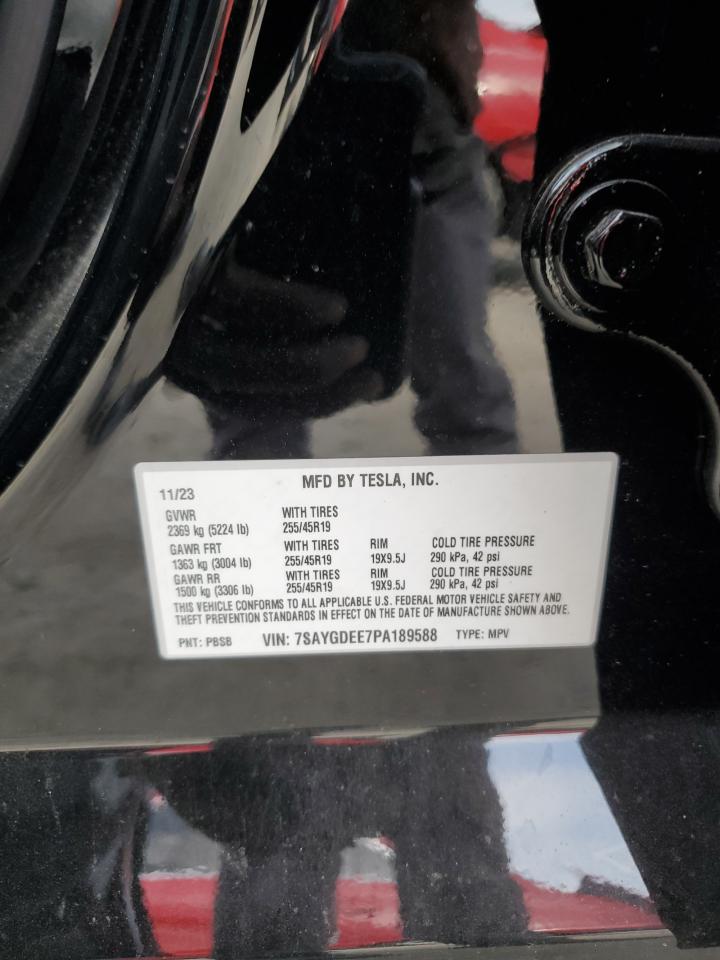 MFD BY TESLA, INC.
11/23
GVWR WITH TIRES
2369 kg (5224 lb) 255/45R19
GAWR FRT WITH TIRES RIM COLD TIRE PRESSURE
1363 kg (3004 lb) 255/45R19 19X9.5J 290 kPa, 42 psi
GAWR RR WITH TIRES RIM COLD TIRE PRESSURE
1500 kg (3306 lb) 255/45R19 19X9.5J 290 kPa, 42 psi
THIS VEHICLE CONFORMS TO ALL APPLICABLE U.S. FEDERAL MOTOR VEHICLE SAFETY AND
THEFT PREVENTION STANDARDS IN EFFECT ON THE DATE OF MANUFACTURE SHOWN ABOVE.
PNT: PBSB VIN: 7SAYGDEE7PA189588 TYPE: MPV